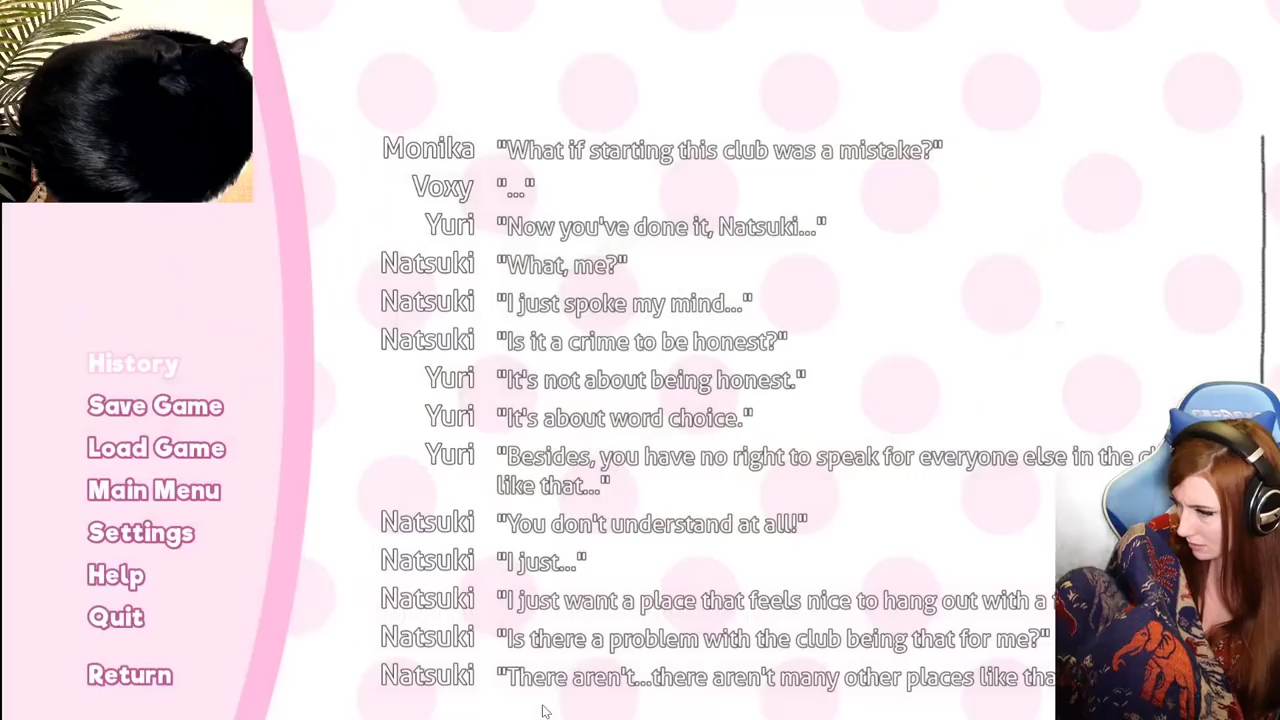 Monika "What if starting this club was a mistake?"
Voxy "..."
Yuri "Now you've done it, Natsuki..."
Natsuki "What, me?"
Natsuki "I just spoke my mind..."
Natsuki "Is it a crime to be honest?"
Yuri "It's not about being honest."
Yuri "It's about word choice."
Yuri "Besides, you have no right to speak for everyone else in the
like that..."
Natsuki "You don't understand at all!"
Natsuki "I just..."
Natsuki "I just want a place that feels nice to hang out with a
Natsuki "Is there a problem with the club being that for me?"
Natsuki "There aren't...there aren't many other places like
History
Save Game
Load Game
Main Menu
Settings
Help
Quit
Return